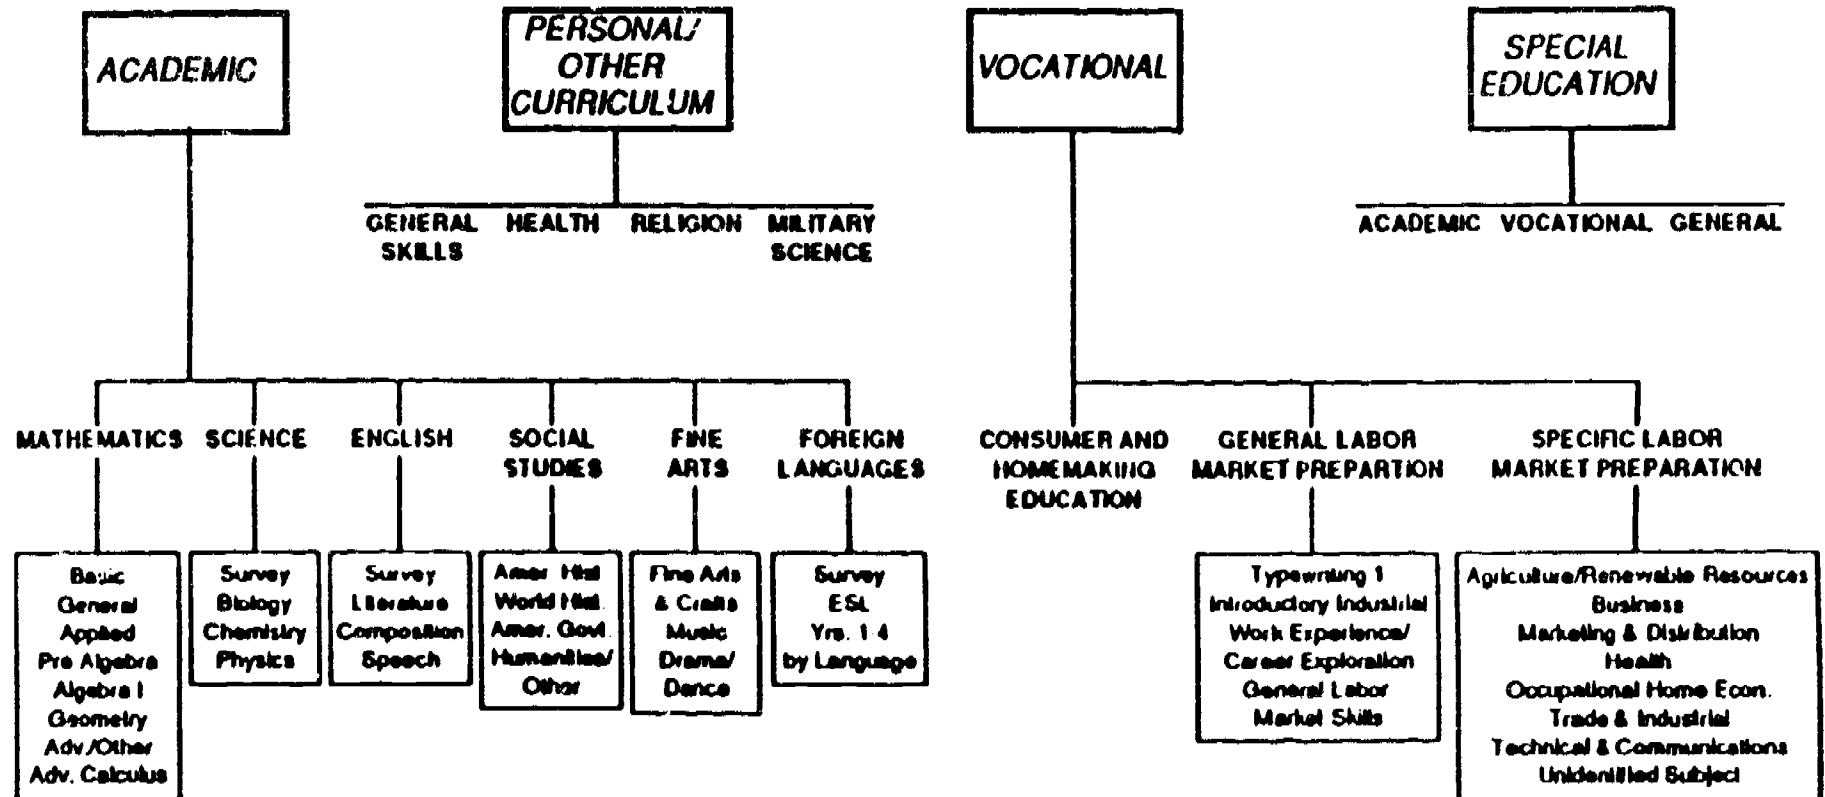 ACADEMIC
PERSONAL/
OTHER
CURRICULUM
VOCATIONAL
SPECIAL
EDUCATION
GENERAL
SKILLS
HEALTH
RELIGION
MILITARY
SCIENCE
ACADEMIC VOCATIONAL GENERAL
MATHEMATICS
SCIENCE
ENGLISH
SOCIAL
STUDIES
FINE
ARTS
FOREIGN
LANGUAGES
CONSUMER AND
HOMEMAKING
EDUCATION
GENERAL LABOR
MARKET PREPARTION
SPECIFIC LABOR
MARKET PREPARATION
Basic
General
Applied
Pre Algebra
Algebra I
Geometry
Adv./Other
Adv. Calculus
Survey
Biology
Chemistry
Physics
Survey
Literature
Composition
Speech
Amer. Hist
World Hist.
Amer. Govt.
Humanities/
Other
Fine Arts
& Crafts
Music
Drama/
Dance
Survey
ESL
Yrs. 1 4
by Language
Typewriting 1
Introductory Industrial
Work Experience/
Career Exploration
General Labor
Market Skills
Agriculture/Renewable Resources
Business
Marketing & Distribution
Health
Occupational Home Econ.
Trade & Industrial
Technical & Communications
Unidentified Subject